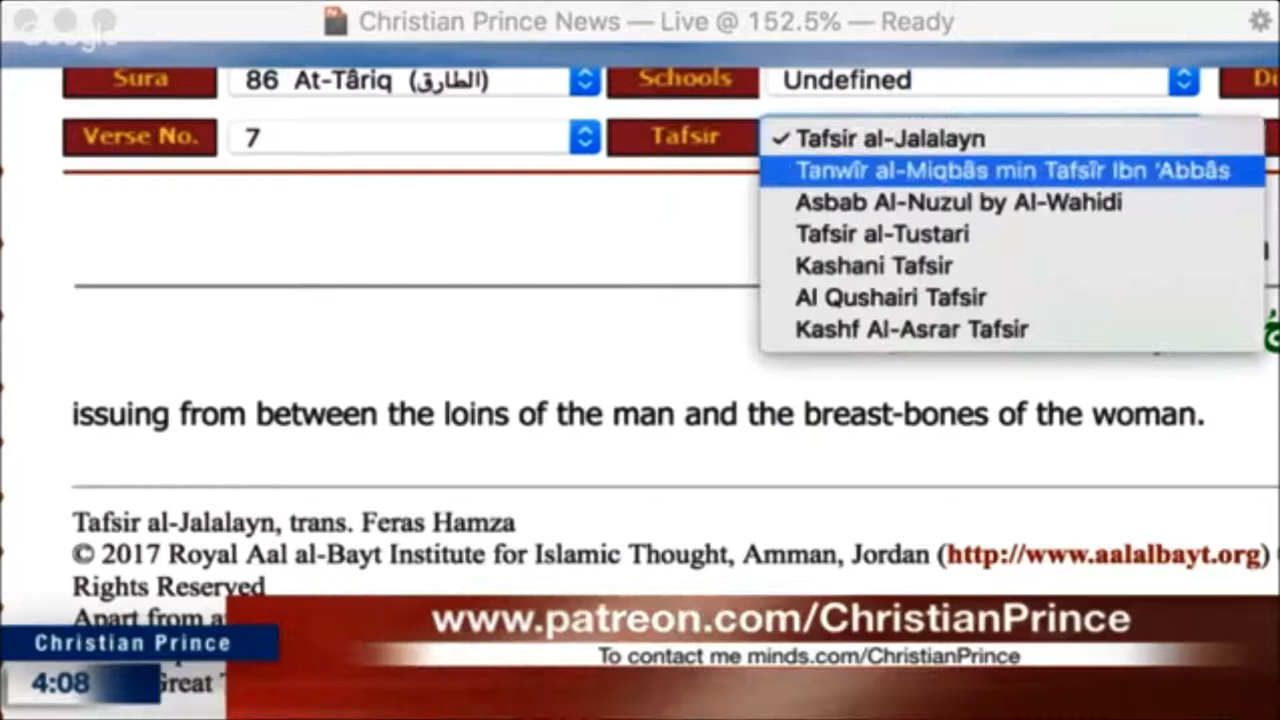 Christian Prince News — Live @ 152.5% — Ready
Google
Sura 86 At-Târiq (الطارق) Schools Undefined
Verse No. 7 Tafsir
✓ Tafsir al-Jalalayn
Tanwîr al-Miqbâs min Tafsîr Ibn 'Abbâs
Asbab Al-Nuzul by Al-Wahidi
Tafsir al-Tustari
Kashani Tafsir
Al Qushairi Tafsir
Kashf Al-Asrar Tafsir
issuing from between the loins of the man and the breast-bones of the woman.
Tafsir al-Jalalayn, trans. Feras Hamza
© 2017 Royal Aal al-Bayt Institute for Islamic Thought, Amman, Jordan (http://www.aalalbayt.org)
Rights Reserved
Apart from
www.patreon.com/ChristianPrince
Christian Prince
To contact me minds.com/ChristianPrince
4:08